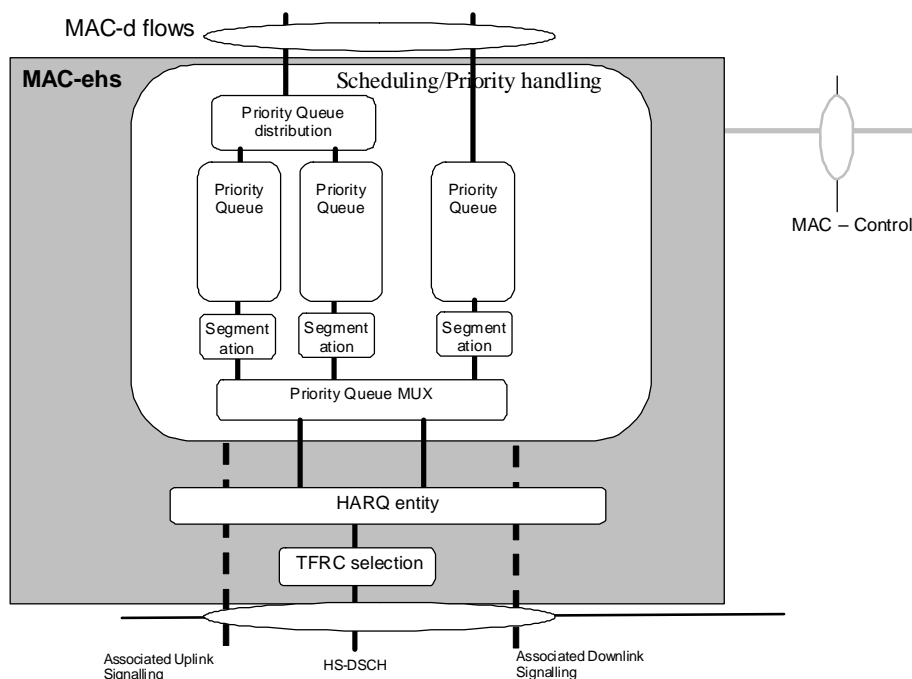 MAC-d flows
MAC-ehs
Scheduling/Priority handling
Priority Queue
distribution
Priority
Queue
Priority
Queue
Priority
Queue
MAC – Control
Segment
ation
Segment
ation
Segment
ation
Priority Queue MUX
HARQ entity
TFRC selection
Associated Uplink
Signalling
HS-DSCH
Associated Downlink
Signalling